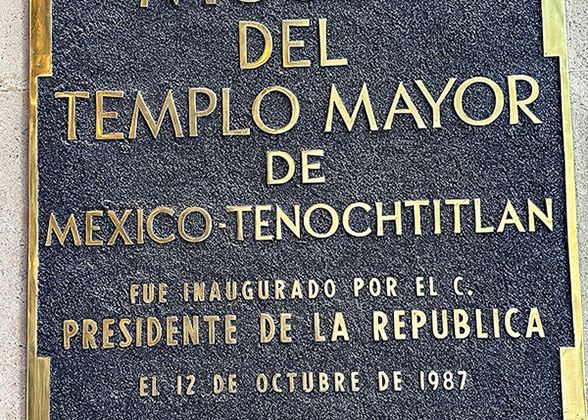 DEL
TEMPLO MAYOR
DE
MEXICO-TENOCHTITLAN
FUE INAUGURADO POR EL C.
PRESIDENTE DE LA REPUBLICA
EL 12 DE OCTUBRE DE 1987